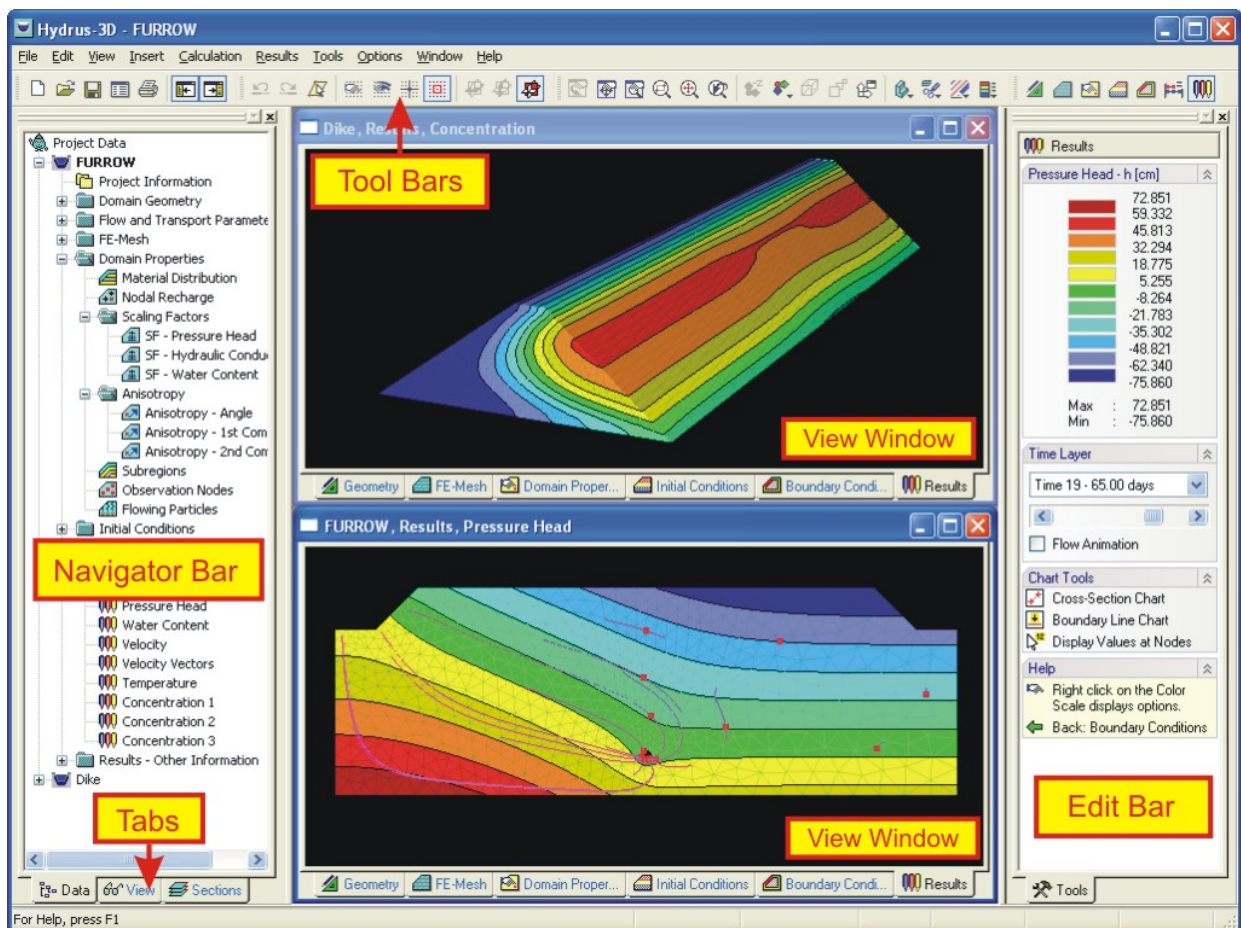 Hydrus-3D - FURROW
File Edit View Insert Calculation Results Tools Options Window Help
Tool Bars
Project Data
FURROW
Project Information
Domain Geometry
Flow and Transport Paramete
FE-Mesh
Domain Properties
Material Distribution
Nodal Recharge
Scaling Factors
SF - Pressure Head
SF - Hydraulic Condu
SF - Water Content
Anisotropy
Anisotropy - Angle
Anisotropy - 1st Com
Anisotropy - 2nd Com
Subregions
Observation Nodes
Flowing Particles
Initial Conditions
Navigator Bar
Pressure Head
Water Content
Velocity
Velocity Vectors
Temperature
Concentration 1
Concentration 2
Concentration 3
Results - Other Information
Dike
Tabs
Data View Sections
Dike, Results, Concentration
View Window
Geometry FE-Mesh Domain Proper... Initial Conditions Boundary Condi... Results
FURROW, Results, Pressure Head
View Window
Geometry FE-Mesh Domain Proper... Initial Conditions Boundary Condi... Results
Results
Pressure Head - h [cm]
72.851
59.332
45.813
32.294
18.775
5.255
-8.264
-21.783
-35.302
-48.821
-62.340
-75.860
Max : 72.851
Min : -75.860
Time Layer
Time 19 - 65.00 days
Flow Animation
Chart Tools
Cross-Section Chart
Boundary Line Chart
Display Values at Nodes
Help
Right click on the Color
Scale displays options.
Back: Boundary Conditions
Edit Bar
Tools
For Help, press F1